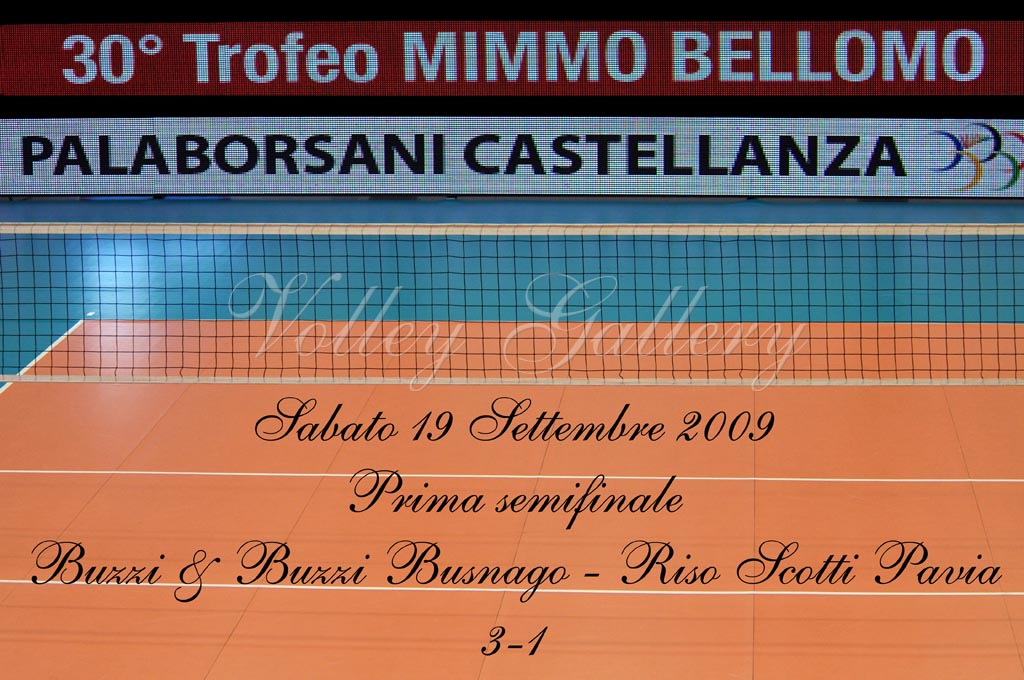 30° Trofeo MIMMO BELLOMO
PALABORSANI CASTELLANZA
Volley Gallery
Sabato 19 Settembre 2009
Prima semifinale
Buzzi & Buzzi Busnago - Riso Scotti Pavia
3-1